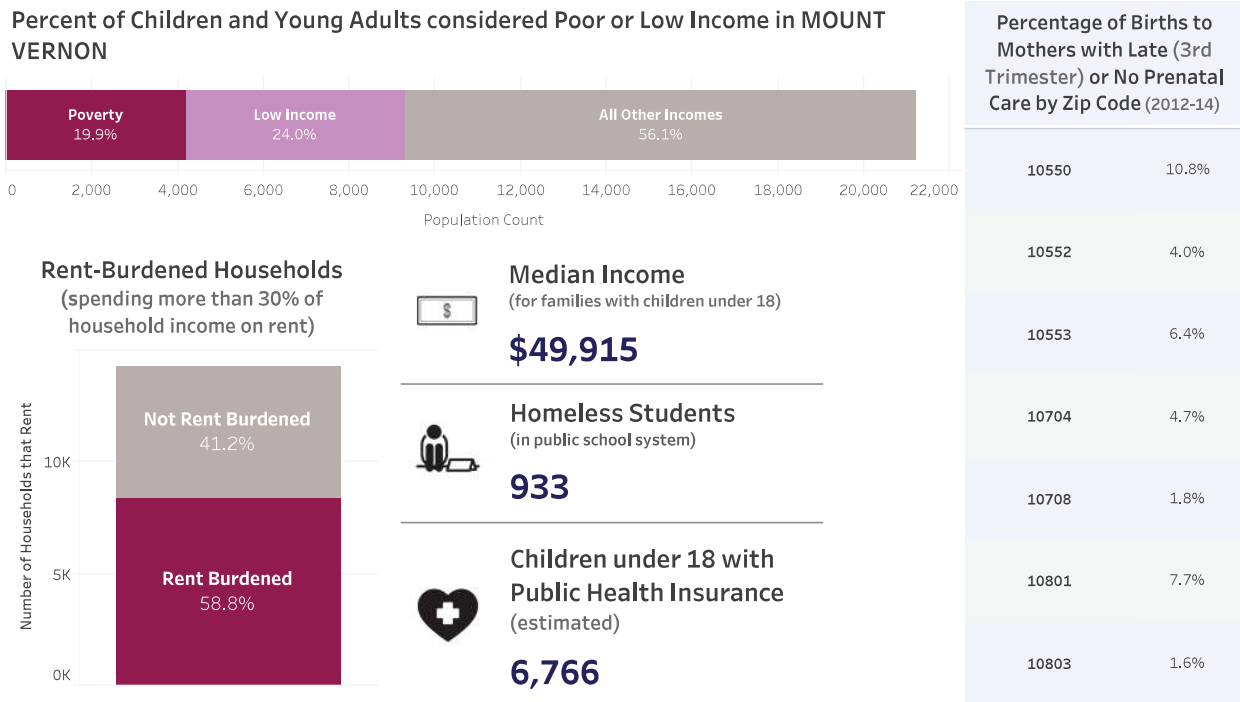 Percent of Children and Young Adults considered Poor or Low Income in MOUNT
VERNON
Poverty
19.9%
Low Income
24.0%
All Other Incomes
56.1%
0 2,000 4,000 6,000 8,000 10,000 12,000 14,000 16,000 18,000 20,000 22,000
Population Count
Rent-Burdened Households
(spending more than 30% of
household income on rent)
Number of Households that Rent
10K
5K
0K
Not Rent Burdened
41.2%
Rent Burdened
58.8%
$
Median Income
(for families with children under 18)
$49,915
Homeless Students
(in public school system)
933
Children under 18 with
Public Health Insurance
(estimated)
6,766
Percentage of Births to
Mothers with Late (3rd
Trimester) or No Prenatal
Care by Zip Code (2012-14)
10550 10.8%
10552 4.0%
10553 6.4%
10704 4.7%
10708 1.8%
10801 7.7%
10803 1.6%